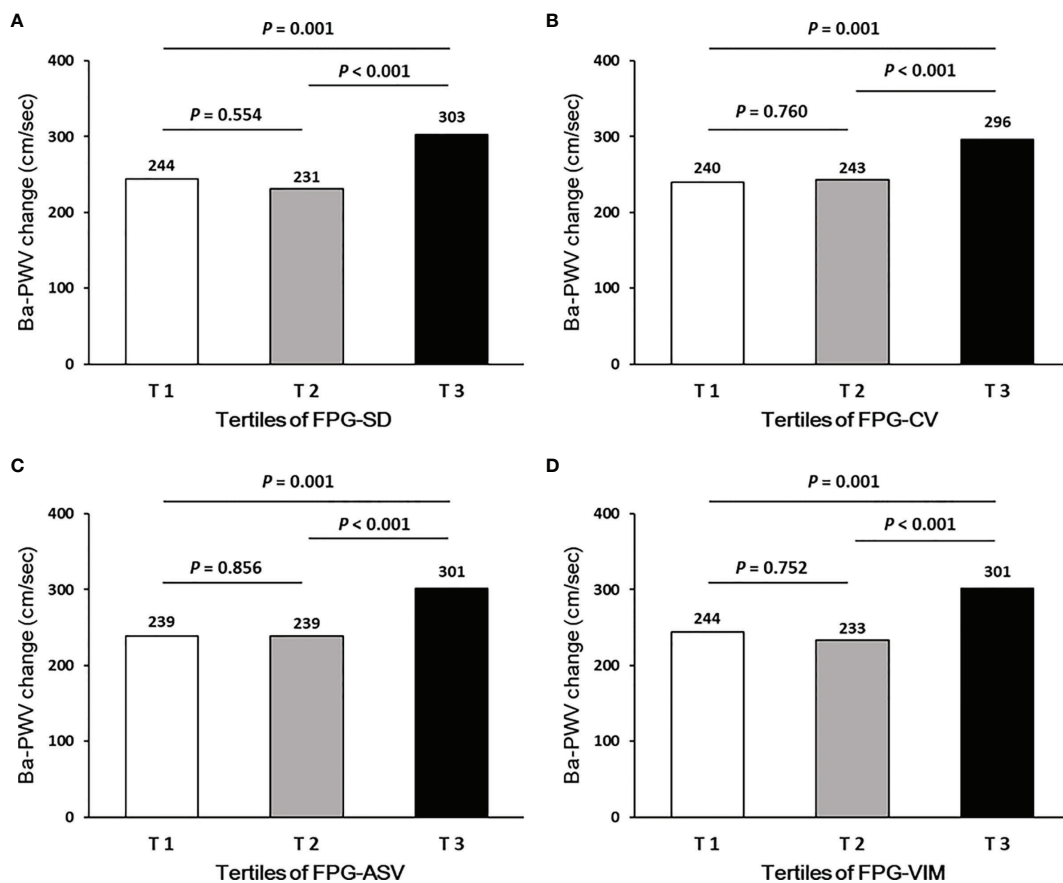 A
P = 0.001
P < 0.001
P = 0.554
400
300
200
100
0
Ba-PWV change (cm/sec)
244
231
303
T 1
T 2
T 3
Tertiles of FPG-SD
B
P = 0.001
P < 0.001
P = 0.760
400
300
200
100
0
Ba-PWV change (cm/sec)
240
243
296
T 1
T 2
T 3
Tertiles of FPG-CV
C
P = 0.001
P < 0.001
P = 0.856
400
300
200
100
0
Ba-PWV change (cm/sec)
239
239
301
T 1
T 2
T 3
Tertiles of FPG-ASV
D
P = 0.001
P < 0.001
P = 0.752
400
300
200
100
0
Ba-PWV change (cm/sec)
244
233
301
T 1
T 2
T 3
Tertiles of FPG-VIM